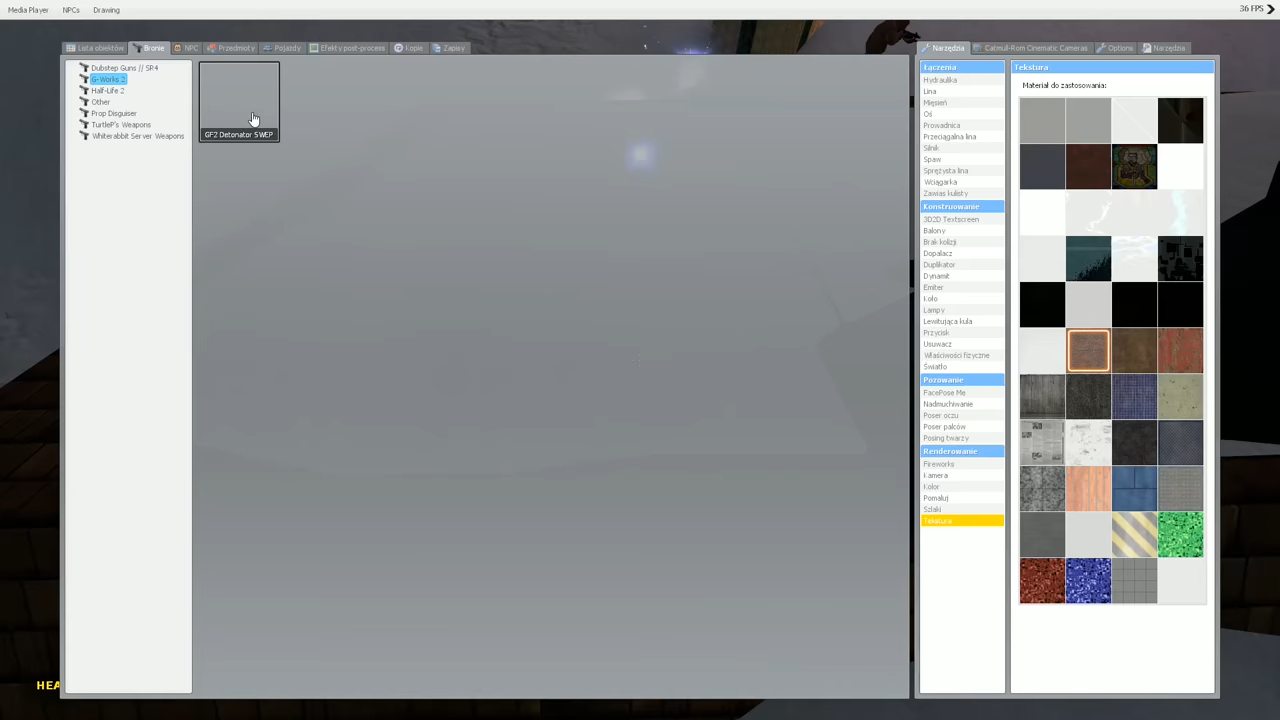 Media Player NPCs Drawing
36 FPS
Lista obiektów Bronie NPC Przedmioty Pojazdy Efekty post-process Kopie Zapisy
Dubstep Guns // SR4
G-Works 2
Half-Life 2
Other
Prop Disguiser
TurtleP's Weapons
Whiterabbit Server Weapons
GF2 Detonator SWEP
HEA
Narzędzia Catmull-Rom Cinematic Cameras Options Narzędzia
Łączenia
Hydraulika
Lina
Mięsień
Oś
Prowadnica
Przeciągalna lina
Silnik
Spaw
Sprężysta lina
Wciągarka
Zawias kulisty
Konstruowanie
3D2D Textscreen
Balony
Brak kolizji
Dopalacz
Duplikator
Dynamit
Emiter
Koło
Lampy
Lewitująca kula
Przycisk
Usuwacz
Właściwości fizyczne
Światło
Pozowanie
FacePose Me
Nadmuchiwanie
Poser oczu
Poser palców
Posing twarzy
Renderowanie
Fireworks
Kamera
Kolor
Pomaluj
Szlaki
Tekstura
Tekstura
Materiał do zastosowania: